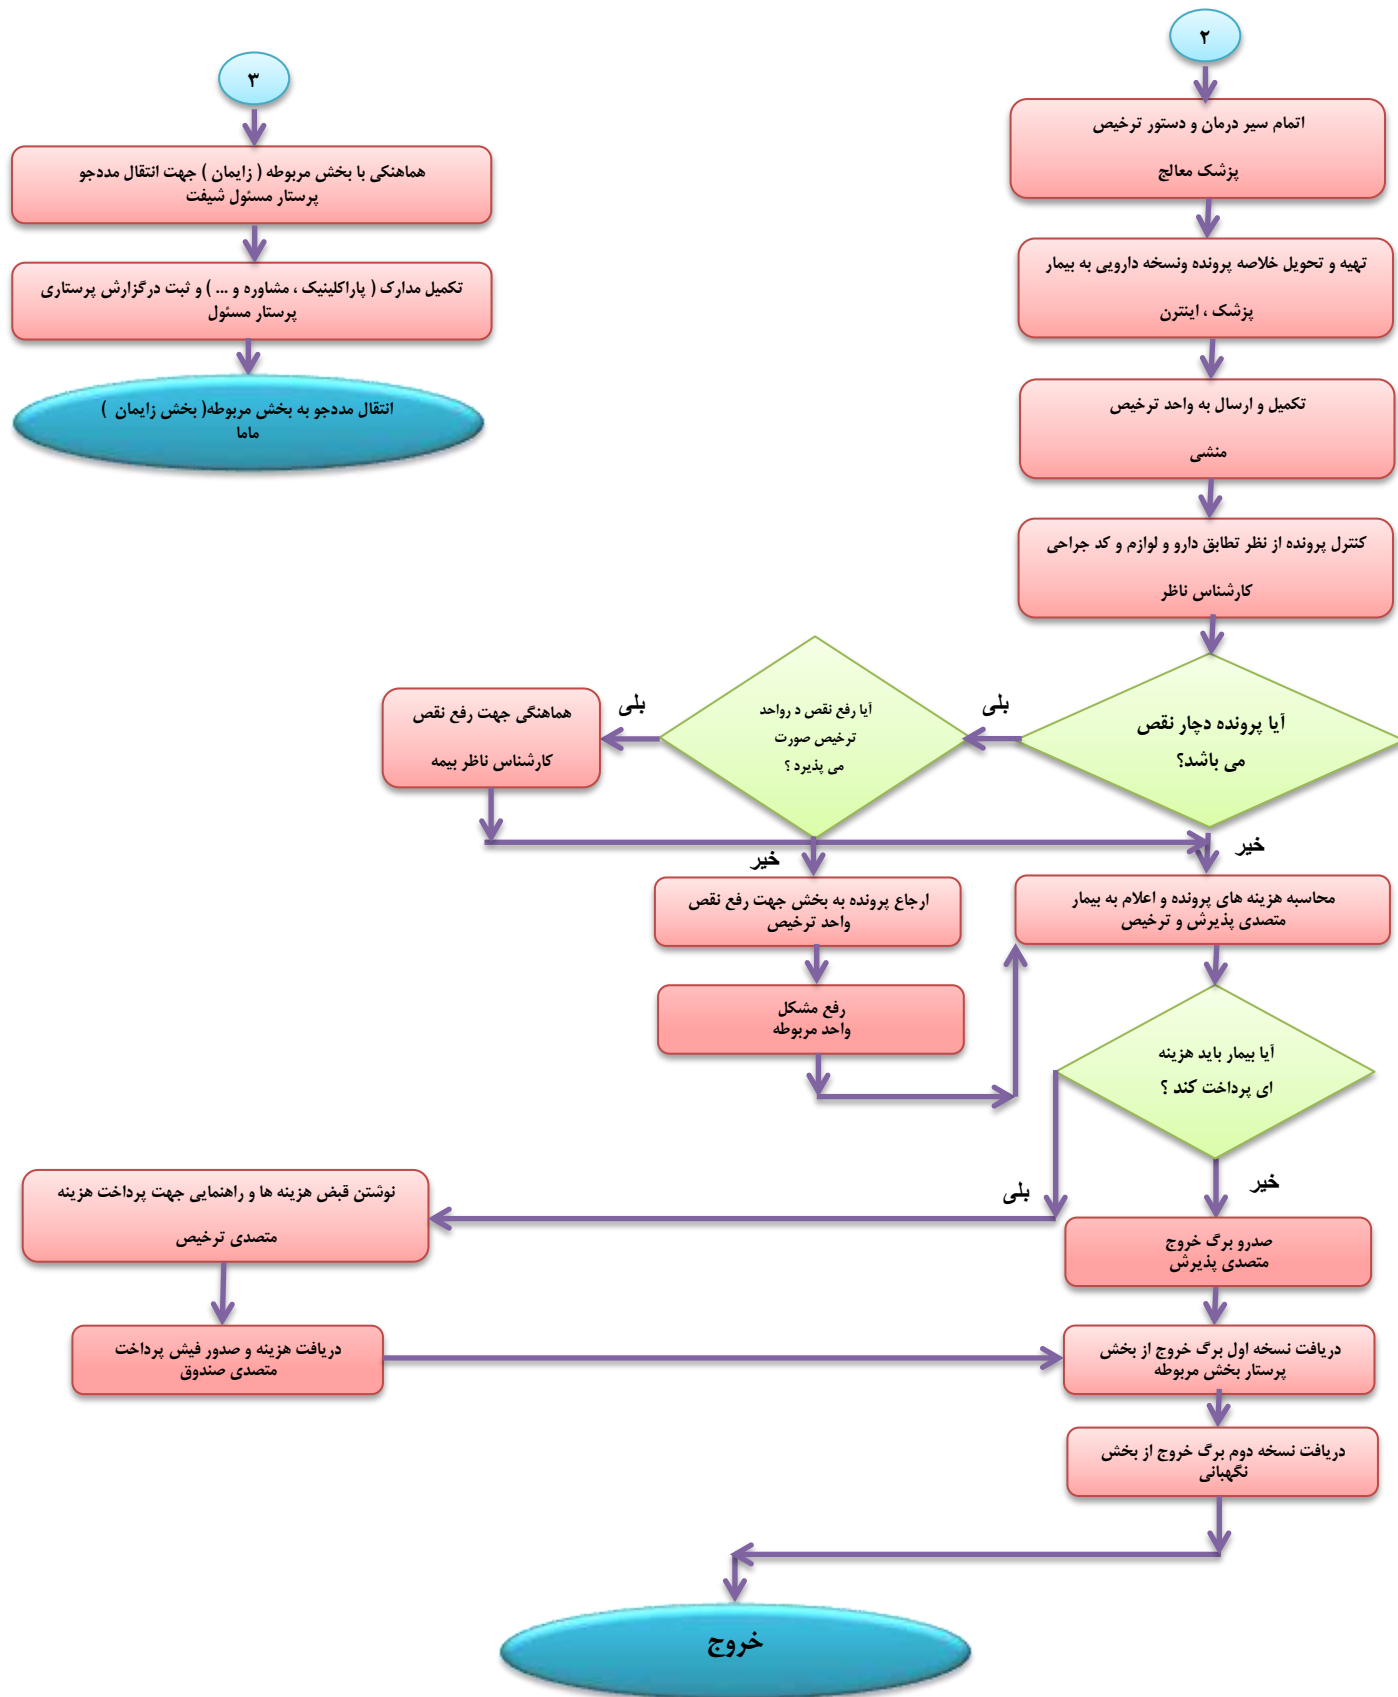 ۲
اتمام سیر درمان و دستور ترخیص
پزشک معالج
تهیه و تحویل خلاصه پرونده ونسخه دارویی به بیمار
پزشک ، اینترن
تکمیل و ارسال به واحد ترخیص
منشی
کنترل پرونده از نظر تطابق دارو و لوازم و کد جراحی
کارشناس ناظر
آیا پرونده دچار نقص
می باشد؟
بلی
آیا رفع نقص د رواحد
ترخیص صورت
می پذیرد ؟
بلی
هماهنگی جهت رفع نقص
کارشناس ناظر بیمه
خیر
خیر
ارجاع پرونده به بخش جهت رفع نقص
واحد ترخیص
رفع مشکل
واحد مربوطه
محاسبه هزینه های پرونده و اعلام به بیمار
متصدی پذیرش و ترخیص
آیا بیمار باید هزینه
ای پرداخت کند ؟
بلی
خیر
نوشتن قبض هزینه ها و راهنمایی جهت پرداخت هزینه
متصدی ترخیص
دریافت هزینه و صدور فیش پرداخت
متصدی صندوق
صدرو برگ خروج
متصدی پذیرش
دریافت نسخه اول برگ خروج از بخش
پرستار بخش مربوطه
دریافت نسخه دوم برگ خروج از بخش
نگهبانی
خروج
۳
هماهنکی با بخش مربوطه ( زایمان ) جهت انتقال مددجو
پرستار مسئول شیفت
تکمیل مدارک ( پاراکلینیک ، مشاوره و ... ) و ثبت درگزارش پرستاری
پرستار مسئول
انتقال مددجو به بخش مربوطه( بخش زایمان )
ماما